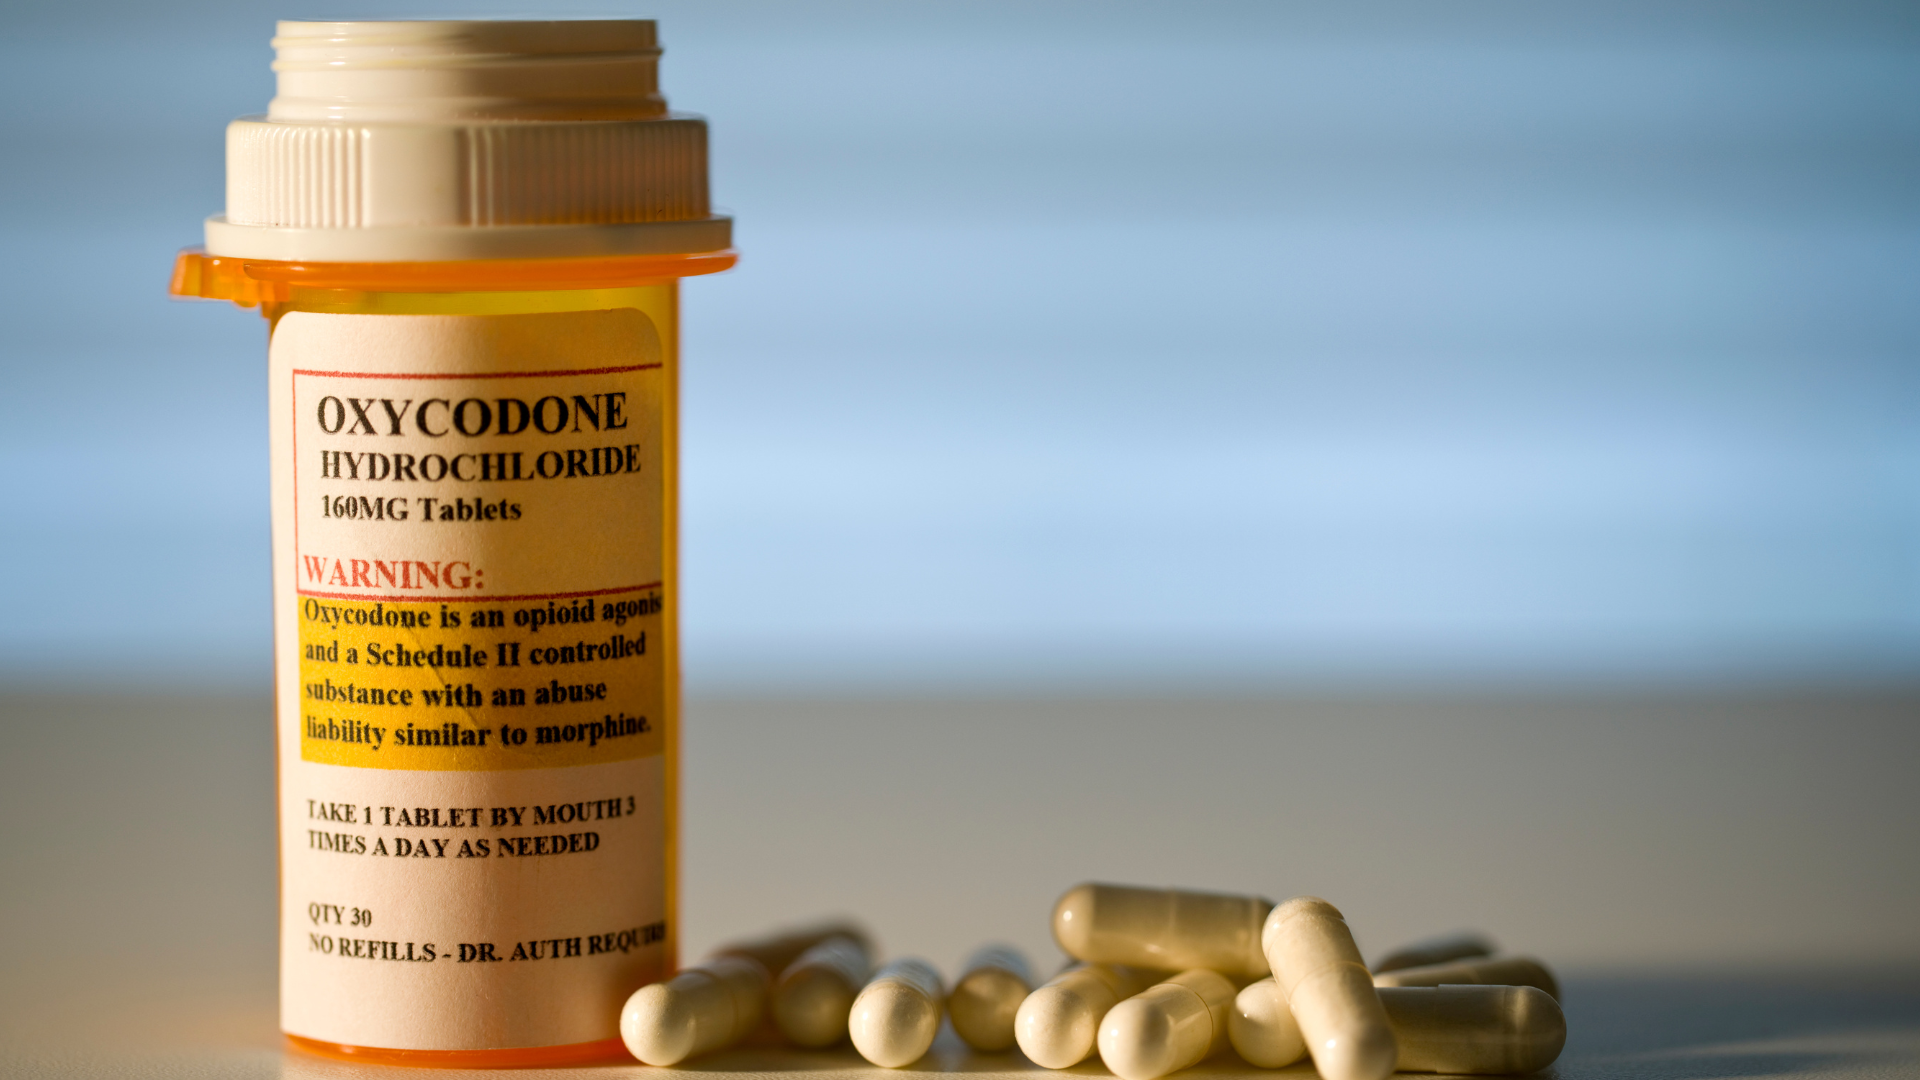 OXYCODONE
HYDROCHLORIDE
160MG Tablets
WARNING:
Oxycodone is an opioid agonis
and a Schedule II controlled
substance with an abuse
liability similar to morphine.
TAKE 1 TABLET BY MOUTH 3
TIMES A DAY AS NEEDED
QTY 30
NO REFILLS - DR. AUTH REQUIRE